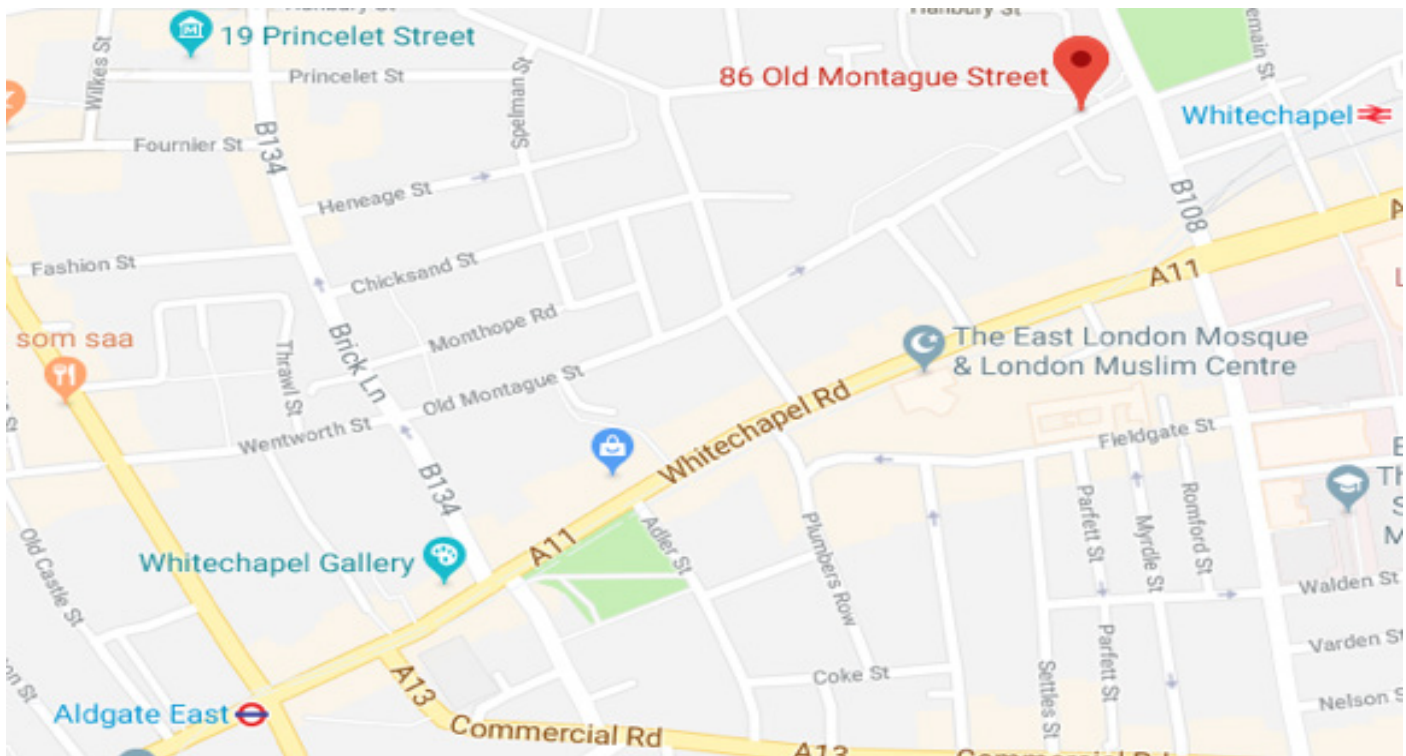 Hanbury St
19 Princelet Street
Princelet St
Wilkes St
Spelman St
86 Old Montague Street
Whitechapel
B134
Fournier St
Heneage St
B108
Fashion St
Chicksand St
A11
som saa
Monthope Rd
Brick Ln
Thrawl St
The East London Mosque
& London Muslim Centre
Old Montague St
Wentworth St
Whitechapel Rd
Fieldgate St
B134
Old Castle St
A11
Adler St
Plumbers Row
Parfett St
Myrdle St
Romford St
Whitechapel Gallery
Walden St
Varden St
Coke St
Settles St
Parfett St
Nelson S
A13
Aldgate East
Commercial Rd
A13